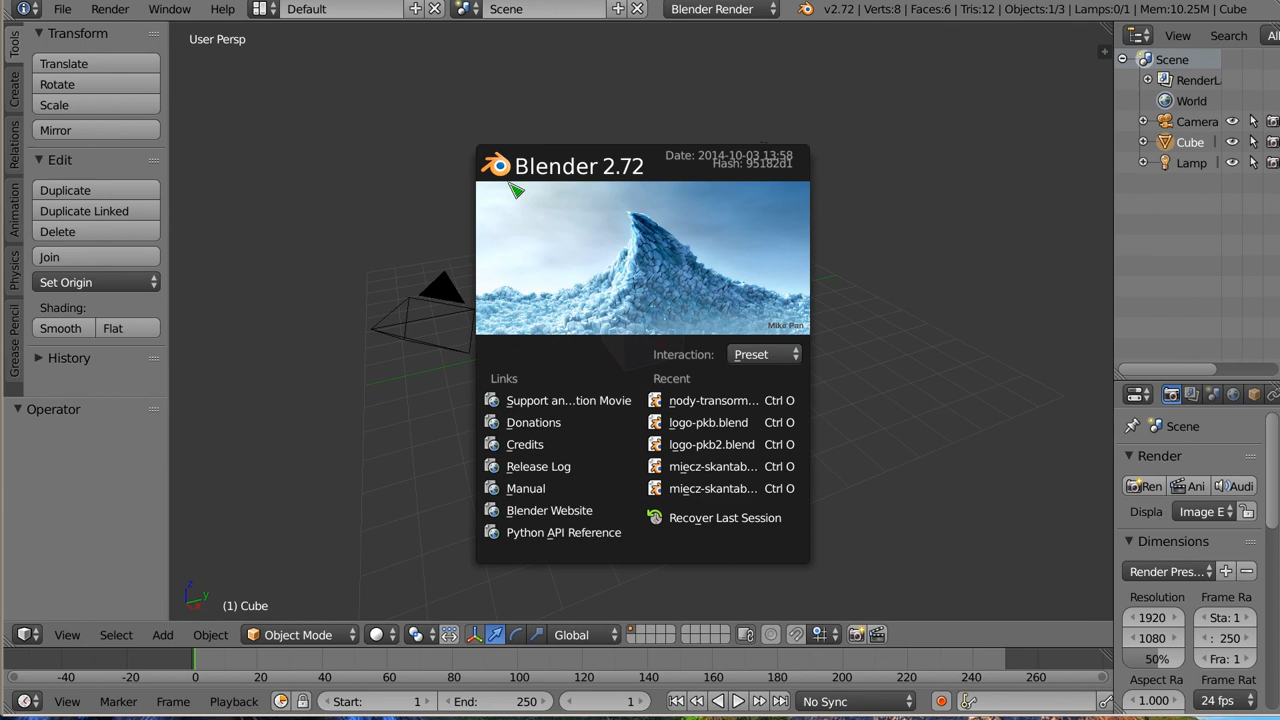 File Render Window Help Default Scene Blender Render v2.72 | Verts:8 | Faces:6 | Tris:12 | Objects:1/3 | Lamps:0/1 | Mem:10.25M | Cube
Tools
Create
Relations
Animation
Physics
Grease Pencil
Transform
Translate
Rotate
Scale
Mirror
Edit
Duplicate
Duplicate Linked
Delete
Join
Set Origin
Shading:
Smooth Flat
History
Operator
User Persp
Blender 2.72
Date: 2014-10-03 13:58
Hash: 95182d1
Mike Pan
Interaction: Preset
Links
Support an...tion Movie
Donations
Credits
Release Log
Manual
Blender Website
Python API Reference
Recent
nody-transorm... Ctrl O
logo-pkb.blend Ctrl O
logo-pkb2.blend Ctrl O
miecz-skantab... Ctrl O
miecz-skantab... Ctrl O
Recover Last Session
z
y
(1) Cube
View Select Add Object Object Mode Global
-40 -20 0 20 40 60 80 100 120 140 160 180 200 220 240 260
View Marker Frame Playback Start: 1 End: 250 1 No Sync
View Search All
Scene
RenderL
World
Camera
Cube
Lamp
Scene
Render
Ren Ani Audi
Displa Image E
Dimensions
Render Pres...
Resolution Frame Ra
1920 Sta: 1
1080 : 250
50% Fra: 1
Aspect Ra Frame Rat
1.000 24 fps